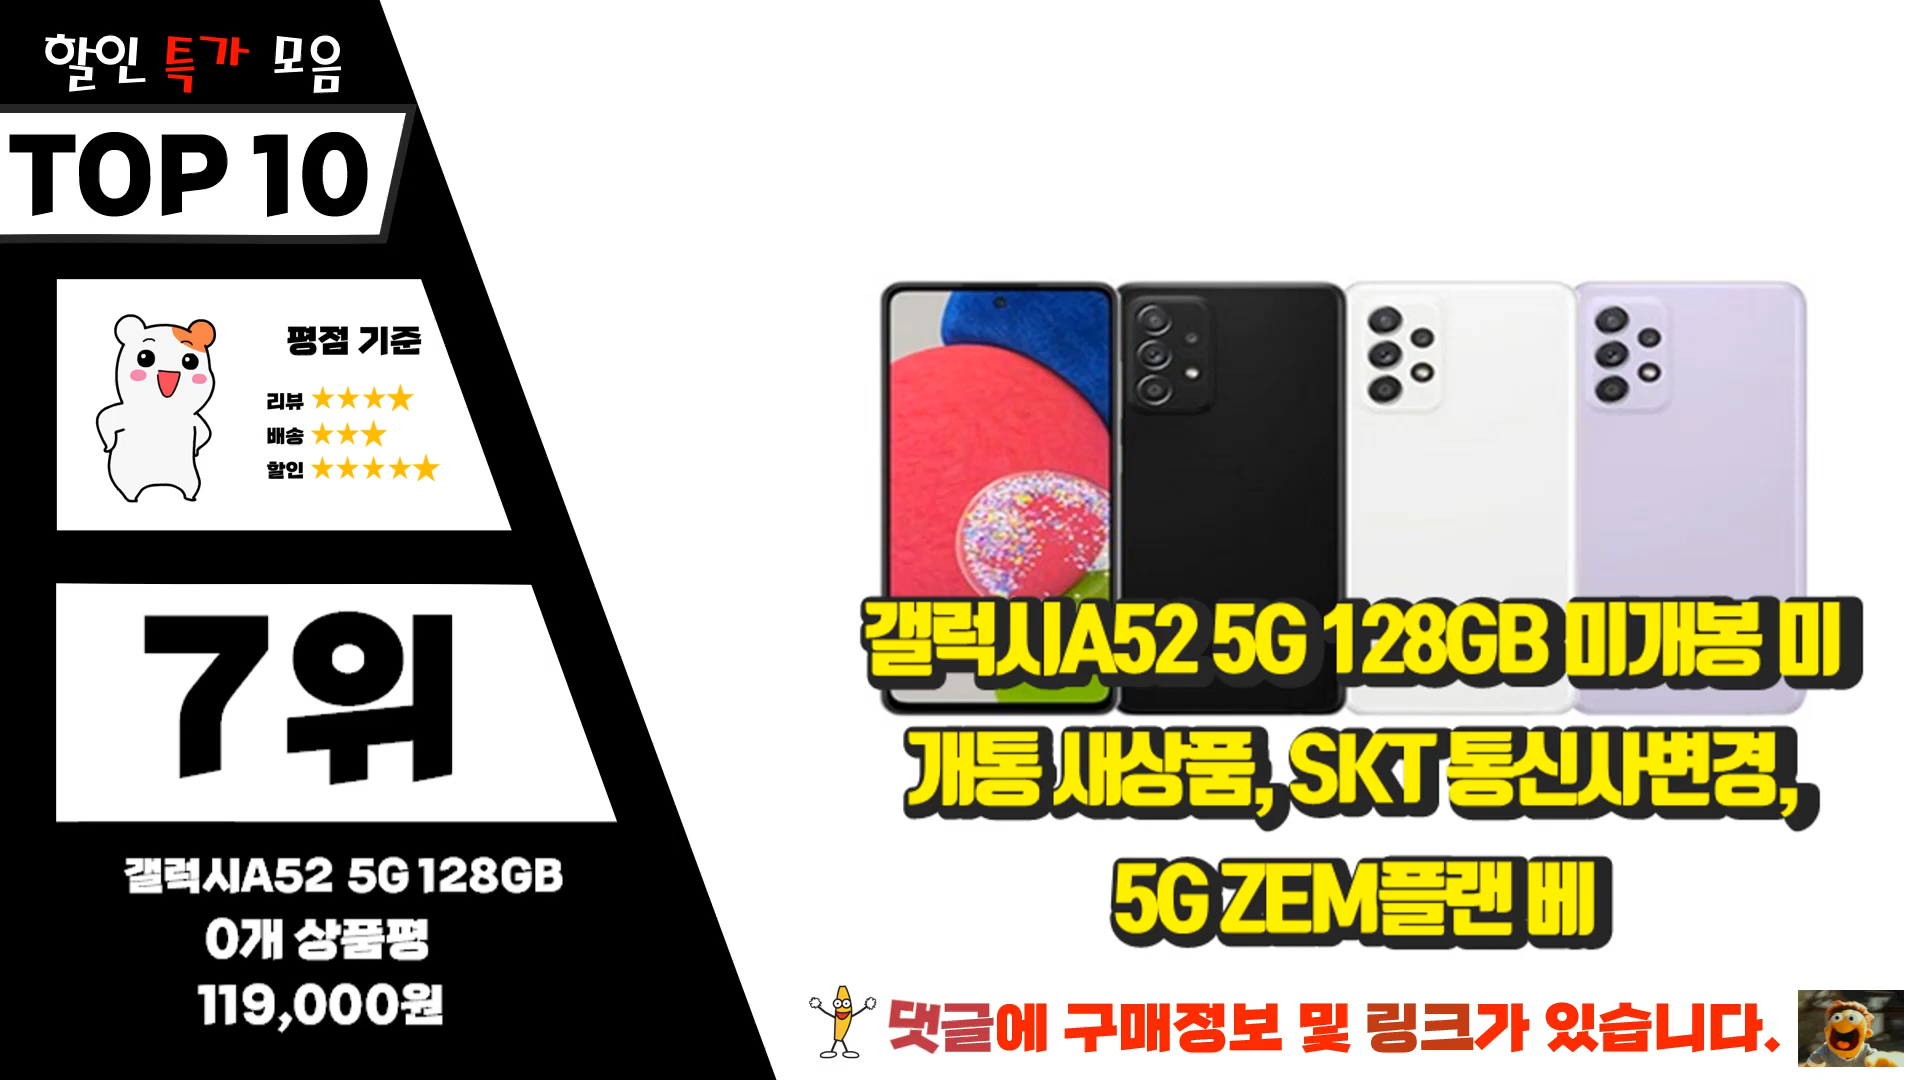 할인 특가 모음
TOP 10
평점 기준
리뷰 ★★★★
배송 ★★★
할인 ★★★★★
7위
갤럭시A52 5G 128GB
0개 상품평
119,000원
갤럭시A52 5G 128GB 미개봉 미
개통 새상품, SKT 통신사변경,
5G ZEM플랜 베
댓글에 구매정보 및 링크가 있습니다.